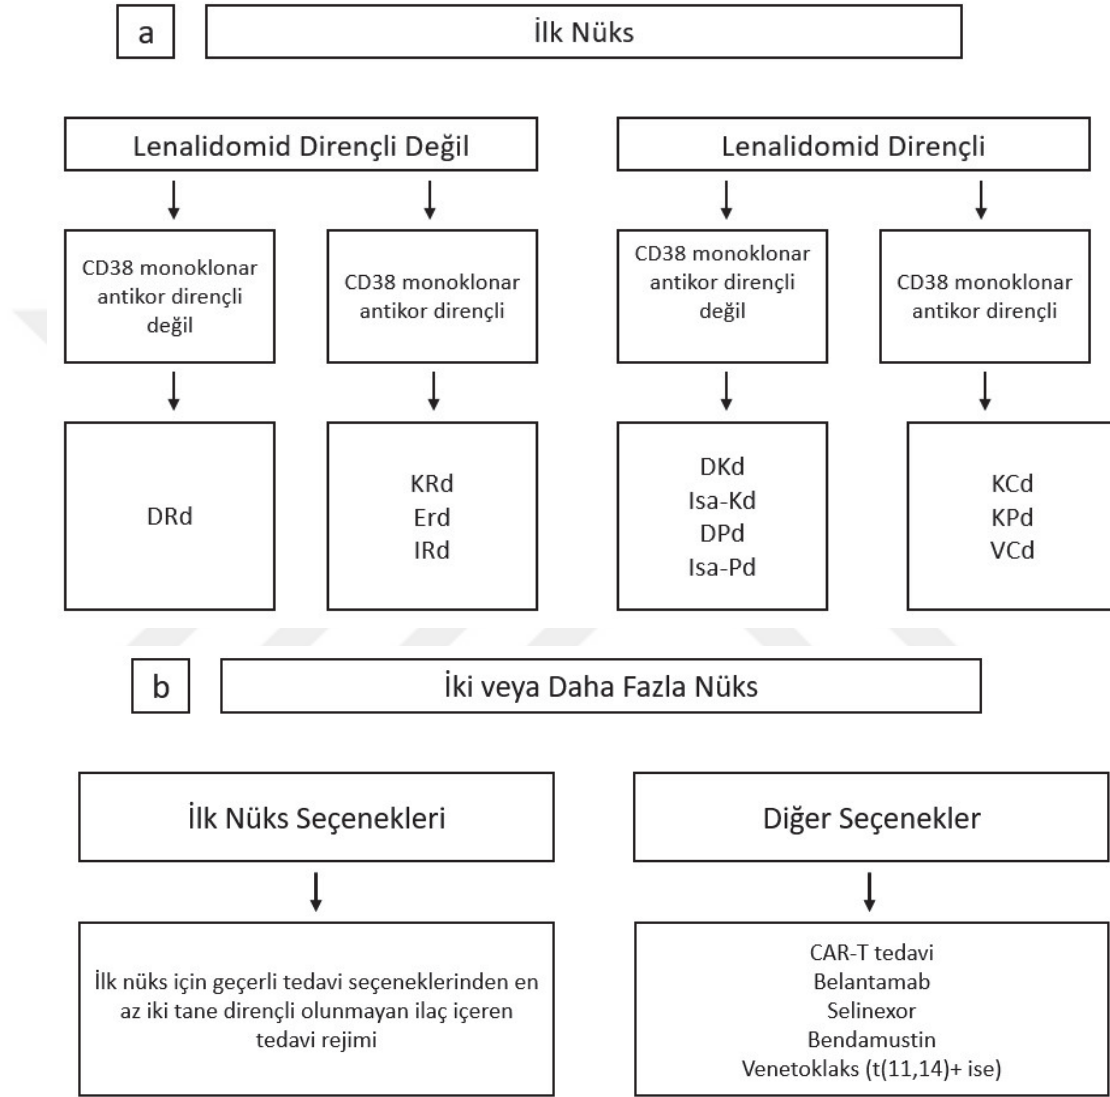 a
İlk Nüks
Lenalidomid Dirençli Değil
Lenalidomid Dirençli
CD38 monoklonar
antikor dirençli
değil
CD38 monoklonar
antikor dirençli
CD38 monoklonar
antikor dirençli
değil
CD38 monoklonar
antikor dirençli
DRd
KRd
Erd
IRd
DKd
Isa-Kd
DPd
Isa-Pd
KCd
KPd
VCd
b
İki veya Daha Fazla Nüks
İlk Nüks Seçenekleri
Diğer Seçenekler
İlk nüks için geçerli tedavi seçeneklerinden en
az iki tane dirençli olunmayan ilaç içeren
tedavi rejimi
CAR-T tedavi
Belantamab
Selinexor
Bendamustin
Venetoklaks (t(11,14)+ ise)